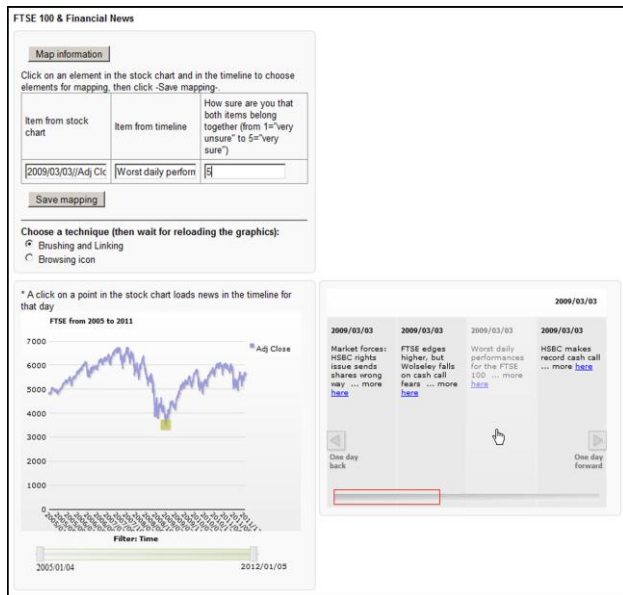 FTSE 100 & Financial News
Map information
Click on an element in the stock chart and in the timeline to choose
elements for mapping, then click -Save mapping-.
Item from stock
chart
Item from timeline
How sure are you that
both items belong
together (from 1="very
unsure" to 5="very
sure")
2009/03/03//Adj Clo
Worst daily perforn
5
Save mapping
Choose a technique (then wait for reloading the graphics):
Brushing and Linking
Browsing icon
* A click on a point in the stock chart loads news in the timeline for
that day
FTSE from 2005 to 2011
Adj Close
7000
6000
5000
4000
3000
2000
1000
0
Filter: Time
2005/01/04
2012/01/05
2009/03/03
2009/03/03
Market forces:
HSBC rights
issue sends
shares wrong
way ... more
here
2009/03/03
FTSE edges
higher, but
Wolseley falls
on cash call
fears ... more
here
2009/03/03
Worst daily
performances
for the FTSE
100 ... more
here
2009/03/03
HSBC makes
record cash call
... more here
One day
back
One day
forward